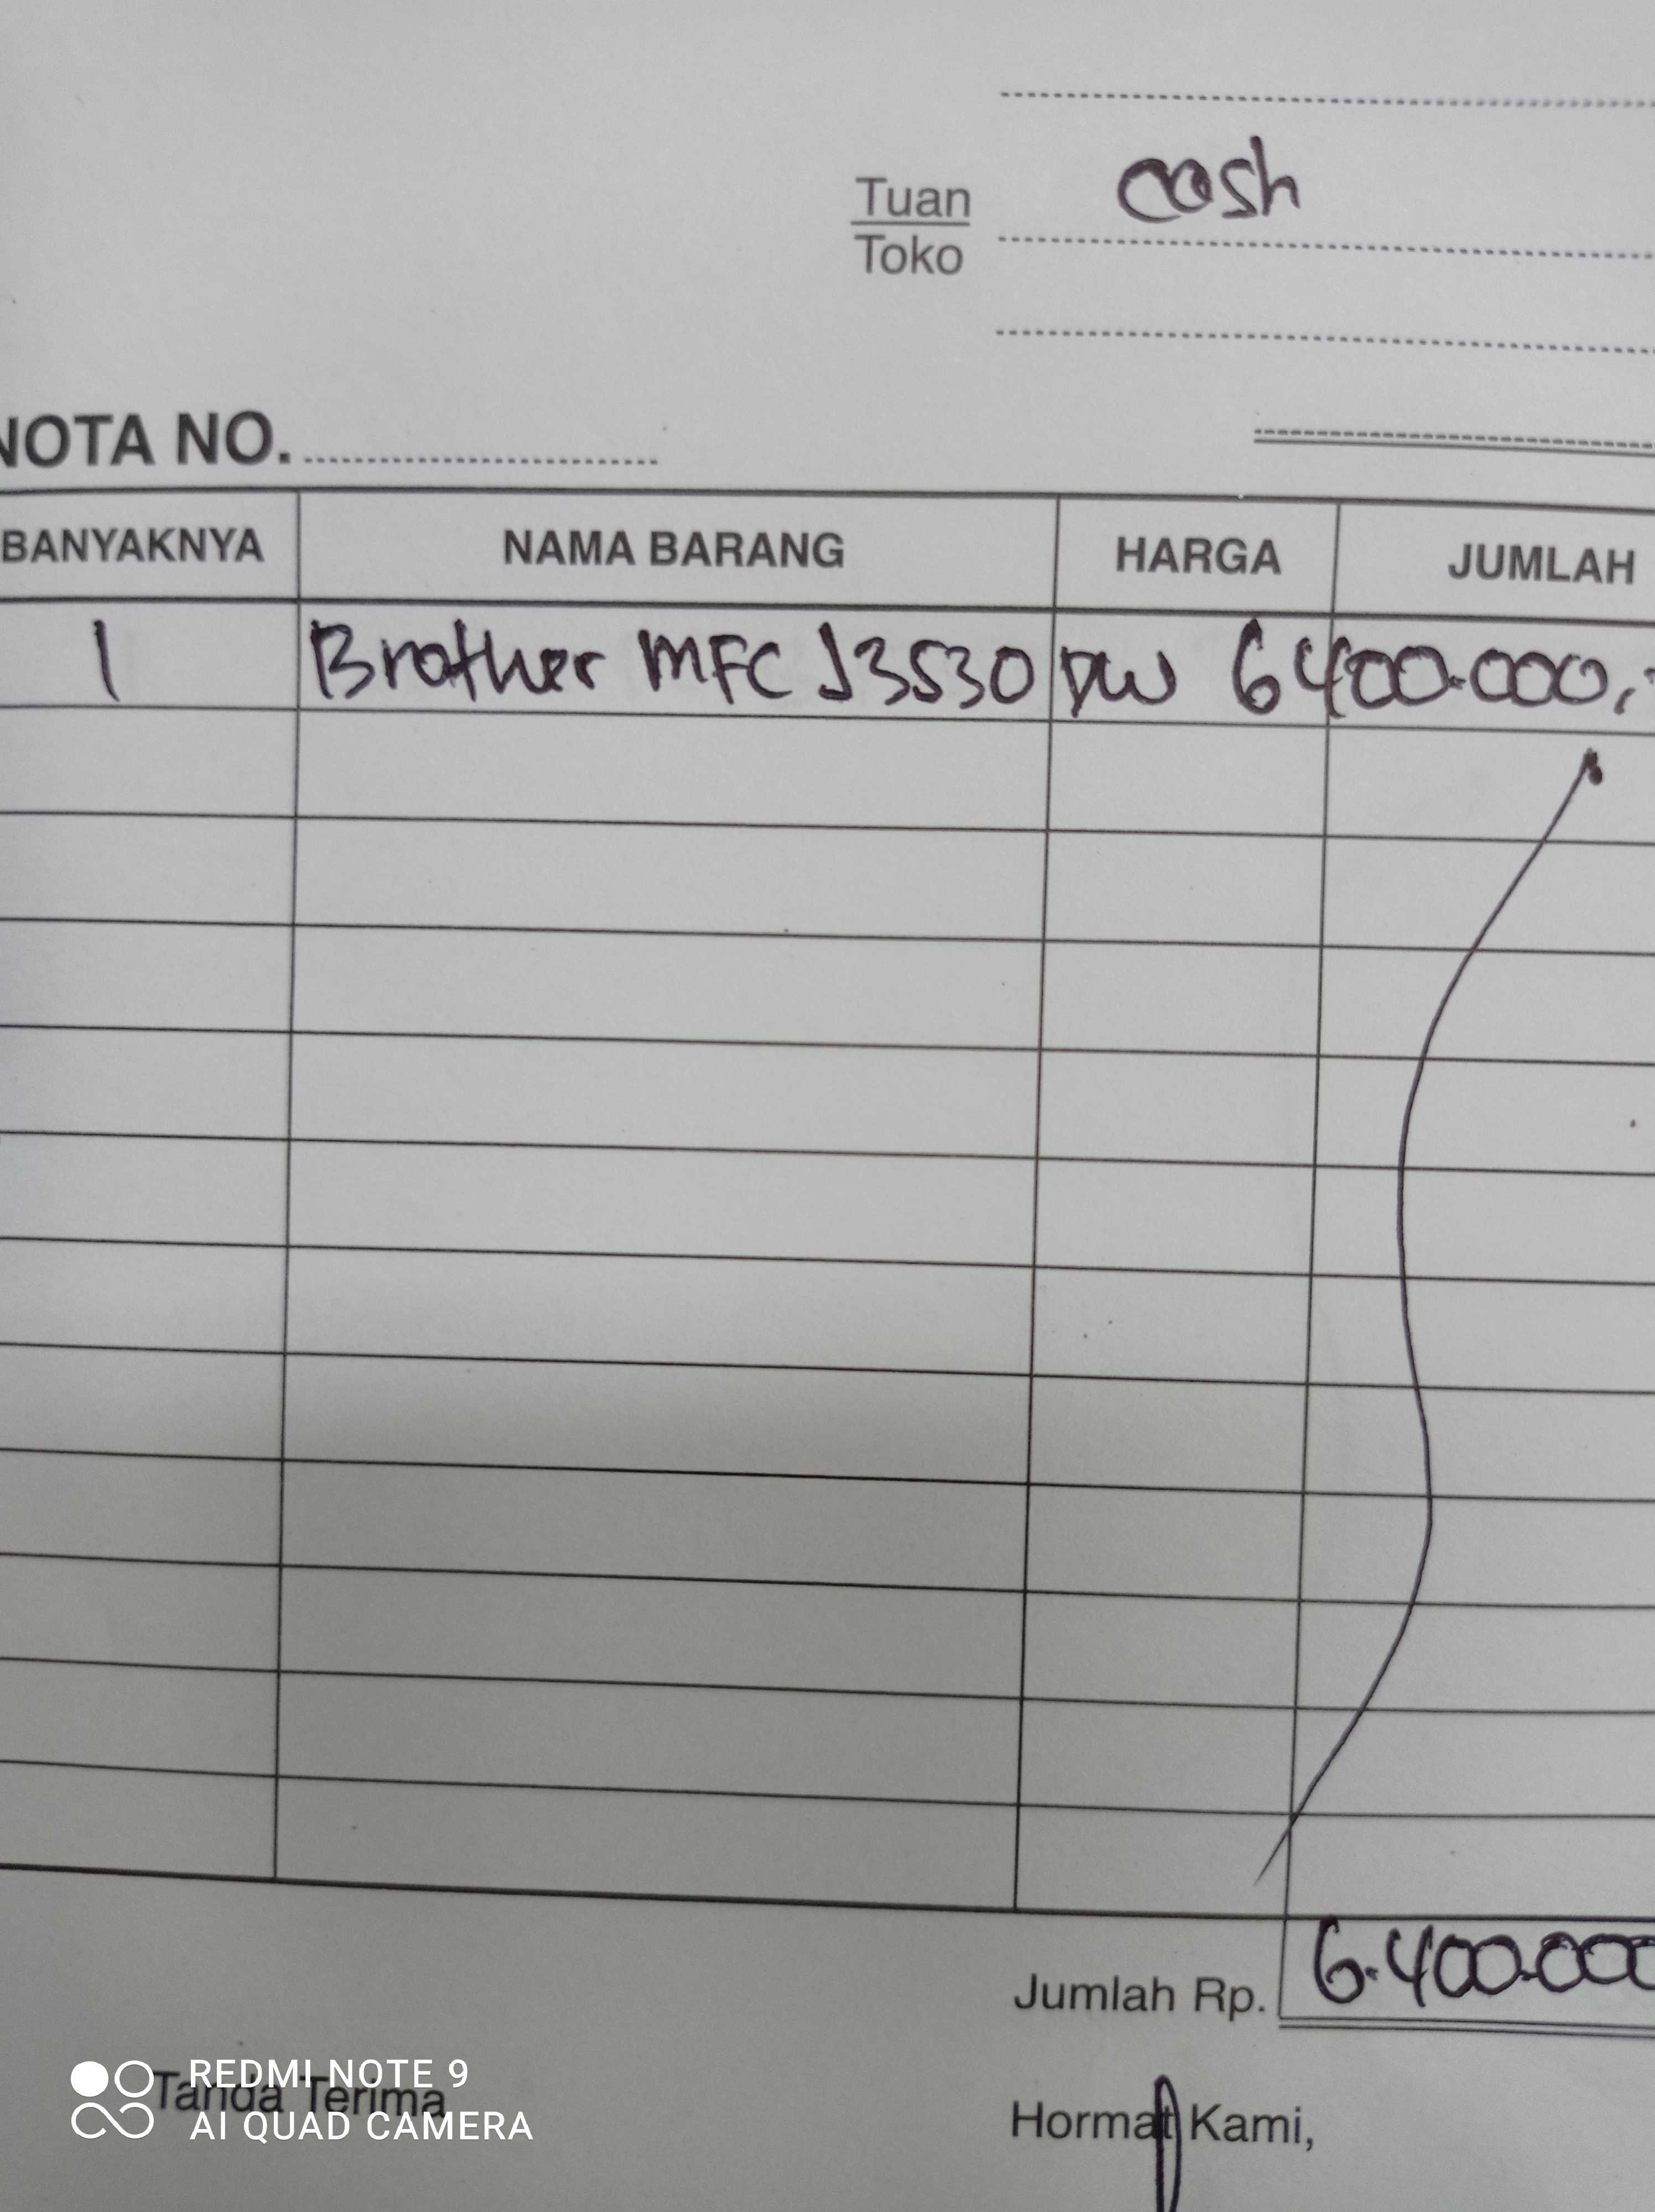 cash
Tuan
Toko
NOTA NO.
BANYAKNYA NAMA BARANG HARGA JUMLAH
1 Brother MFC J3530 DW 6400.000,-
Jumlah Rp. 6.400.000
Tanda Terima Hormat Kami,
REDMI NOTE 9
AI QUAD CAMERA